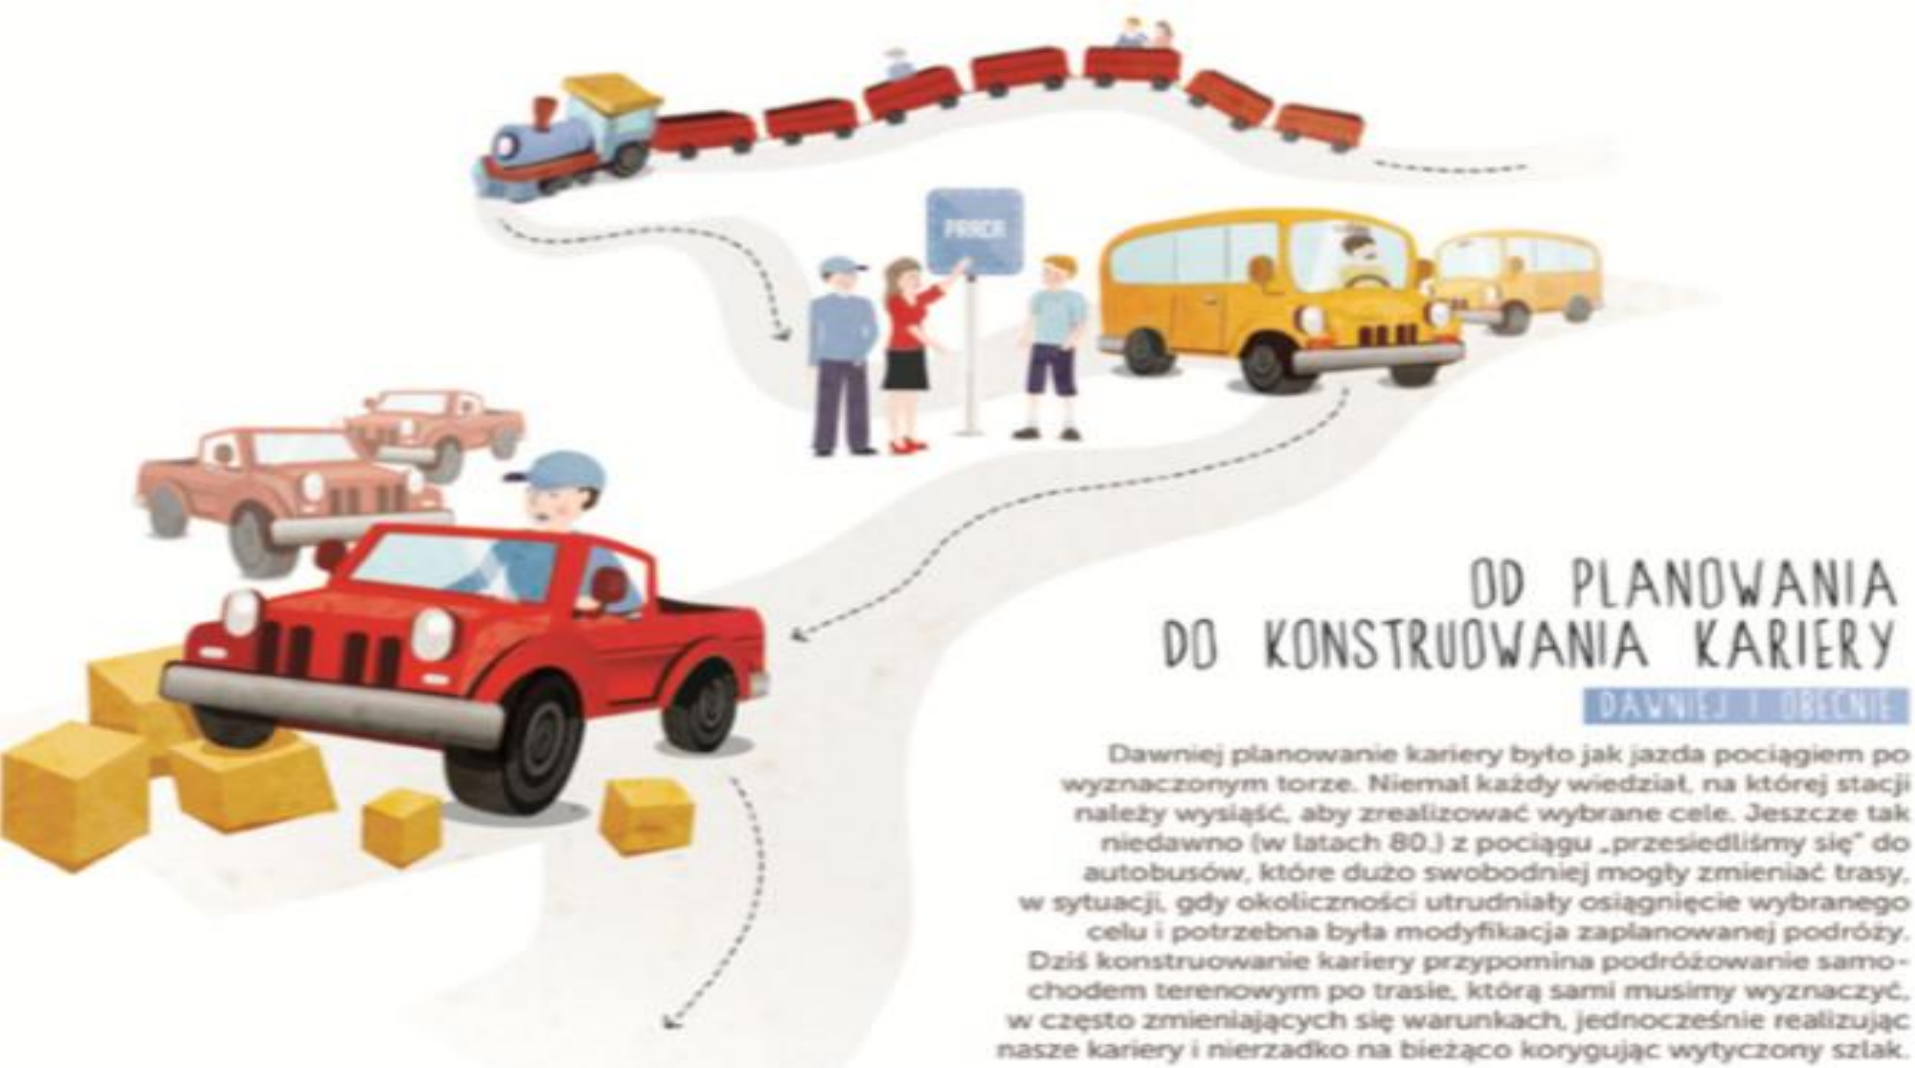 PRACA
OD PLANOWANIA
DO KONSTRUOWANIA KARIERY
DAWNIEJ I OBECNIE
Dawniej planowanie kariery było jak jazda pociągiem po
wyznaczonym torze. Niemal każdy wiedział, na której stacji
należy wysiąść, aby zrealizować wybrane cele. Jeszcze tak
niedawno (w latach 80.) z pociągu „przesiedliśmy się” do
autobusów, które dużo swobodniej mogły zmieniać trasy,
w sytuacji, gdy okoliczności utrudniały osiągnięcie wybranego
celu i potrzebna była modyfikacja zaplanowanej podróży.
Dziś konstruowanie kariery przypomina podróżowanie samo-
chodem terenowym po trasie, którą sami musimy wyznaczyć,
w często zmieniających się warunkach, jednocześnie realizując
nasze kariery i nierzadko na bieżąco korygując wytyczony szlak.